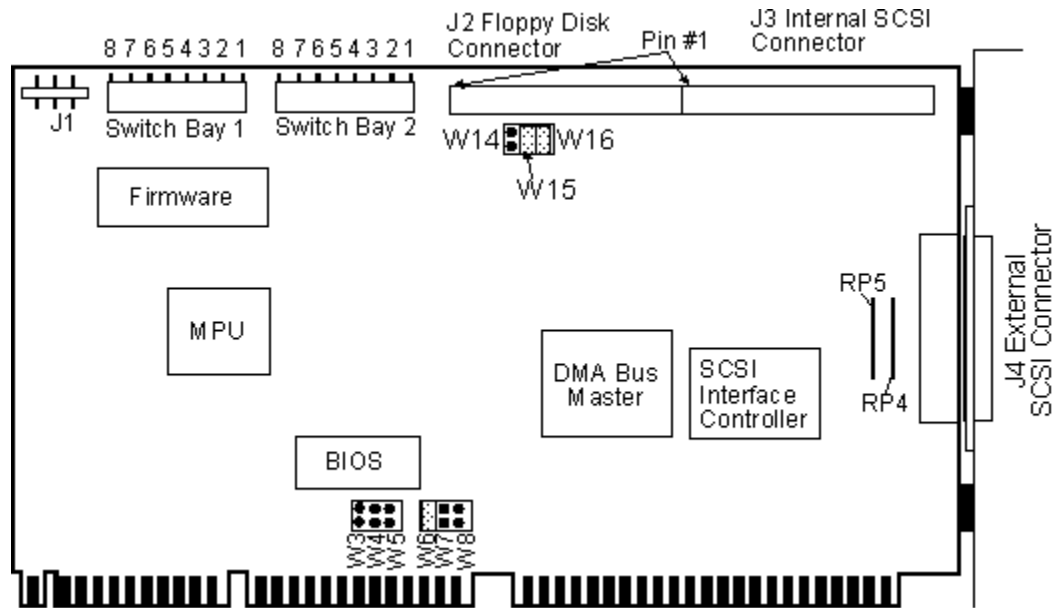 J2 Floppy Disk
Connector
Pin #1
J3 Internal SCSI
Connector
8 7 6 5 4 3 2 1
8 7 6 5 4 3 2 1
J1
Switch Bay 1
Switch Bay 2
W14
W16
W15
Firmware
MPU
DMA Bus
Master
SCSI
Interface
Controller
RP5
RP4
J4 External
SCSI Connector
BIOS
W3
W4
W5
W6
W7
W8